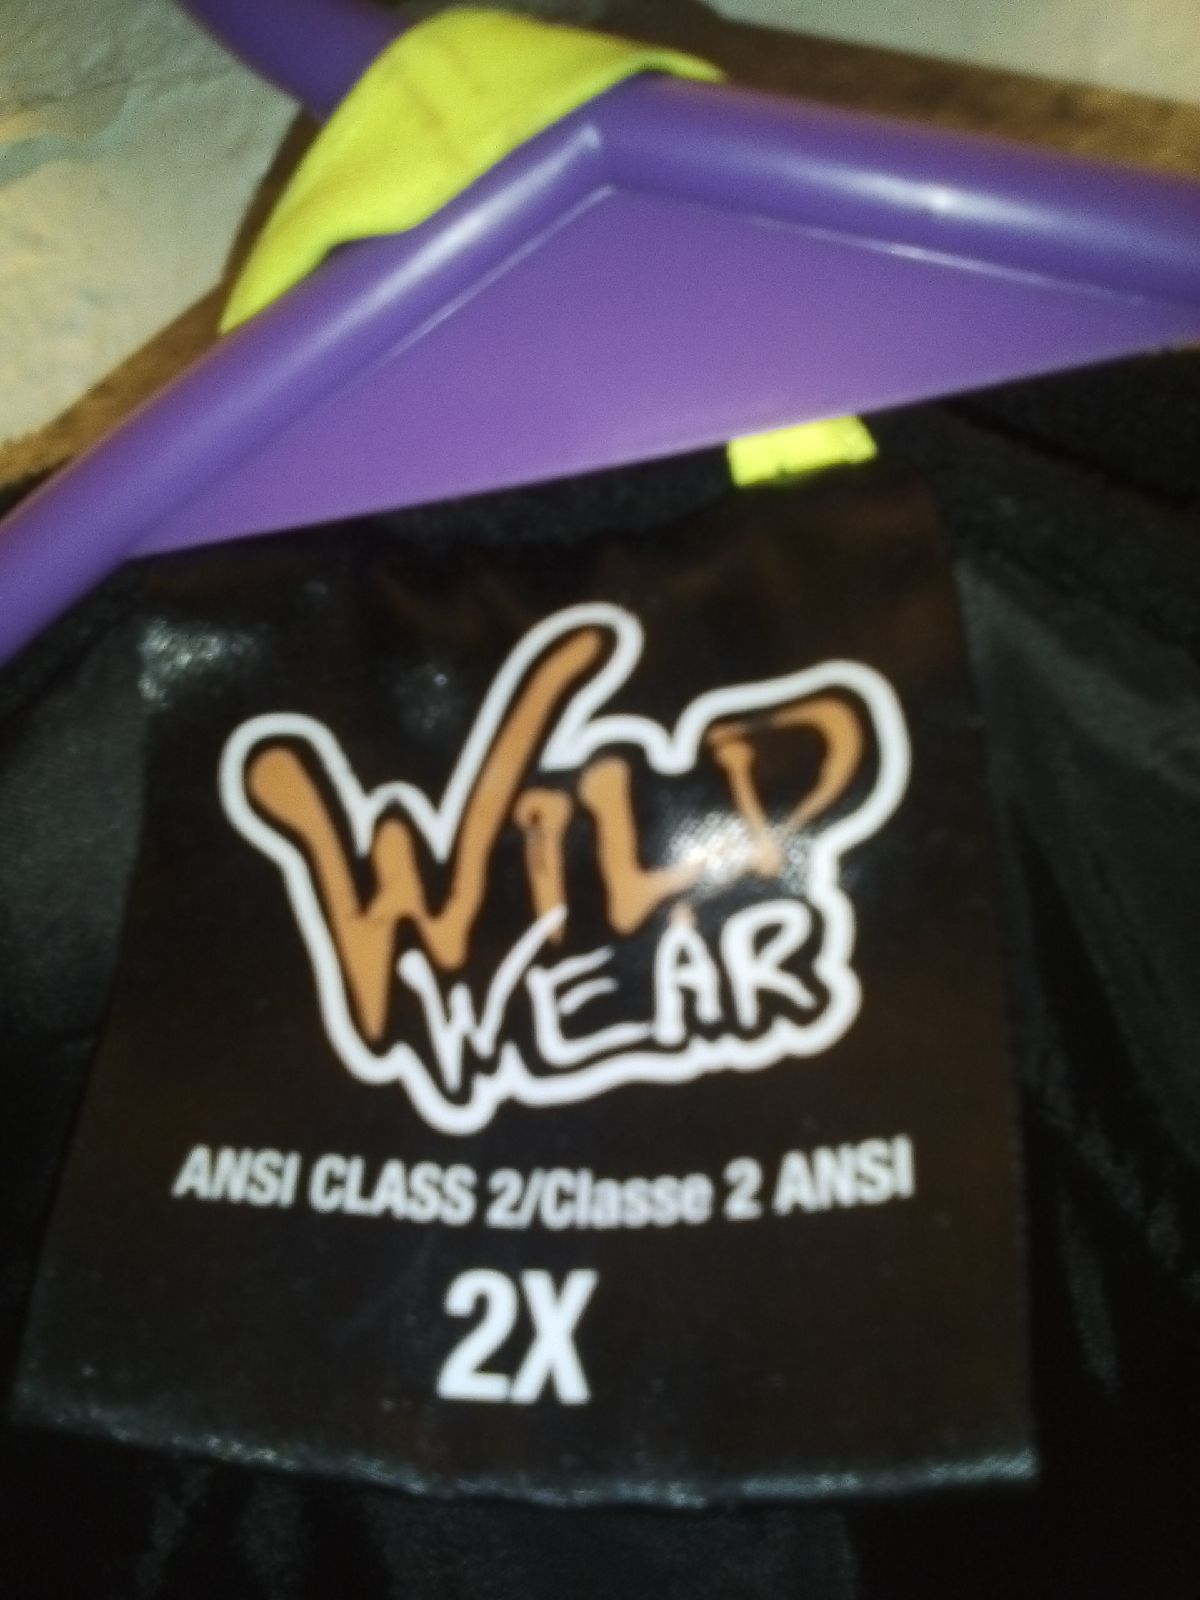 WILD
WEAR
ANSI CLASS 2/Classe 2 ANSI
2X